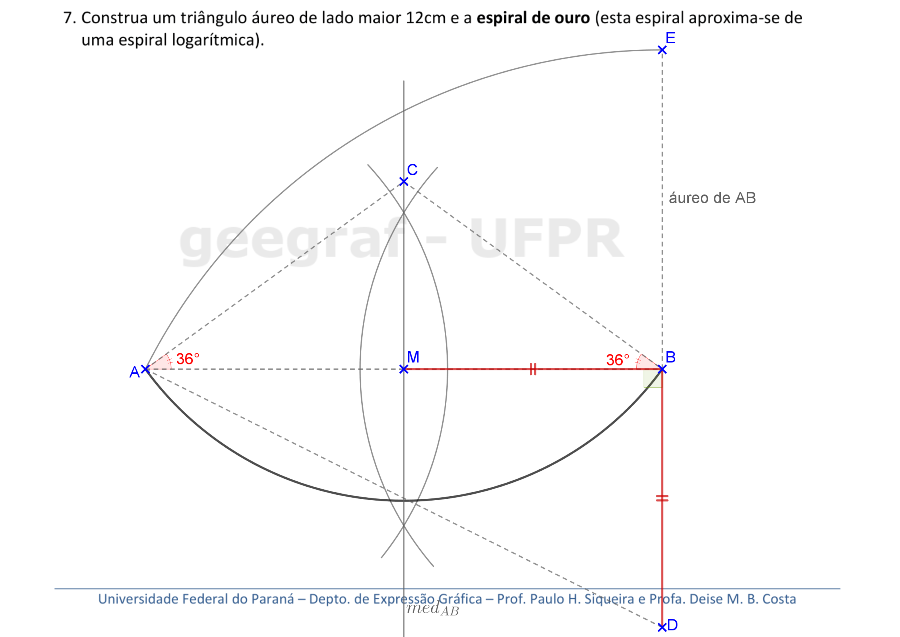 7. Construa um triângulo áureo de lado maior 12cm e a espiral de ouro (esta espiral aproxima-se de
uma espiral logarítmica).
E
C
áureo de AB
geegraf - UFPR
A
36°
M
36°
B
Universidade Federal do Paraná – Depto. de Expressão Gráfica – Prof. Paulo H. Siqueira e Profa. Deise M. B. Costa
med AB
D